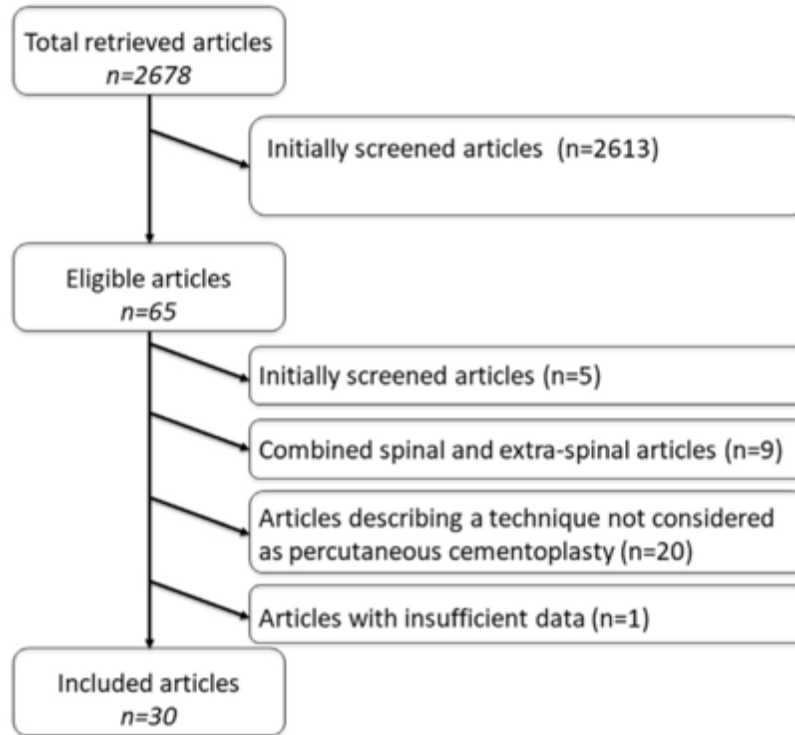 Total retrieved articles
n=2678
Initially screened articles (n=2613)
Eligible articles
n=65
Initially screened articles (n=5)
Combined spinal and extra-spinal articles (n=9)
Articles describing a technique not considered
as percutaneous cementoplasty (n=20)
Articles with insufficient data (n=1)
Included articles
n=30